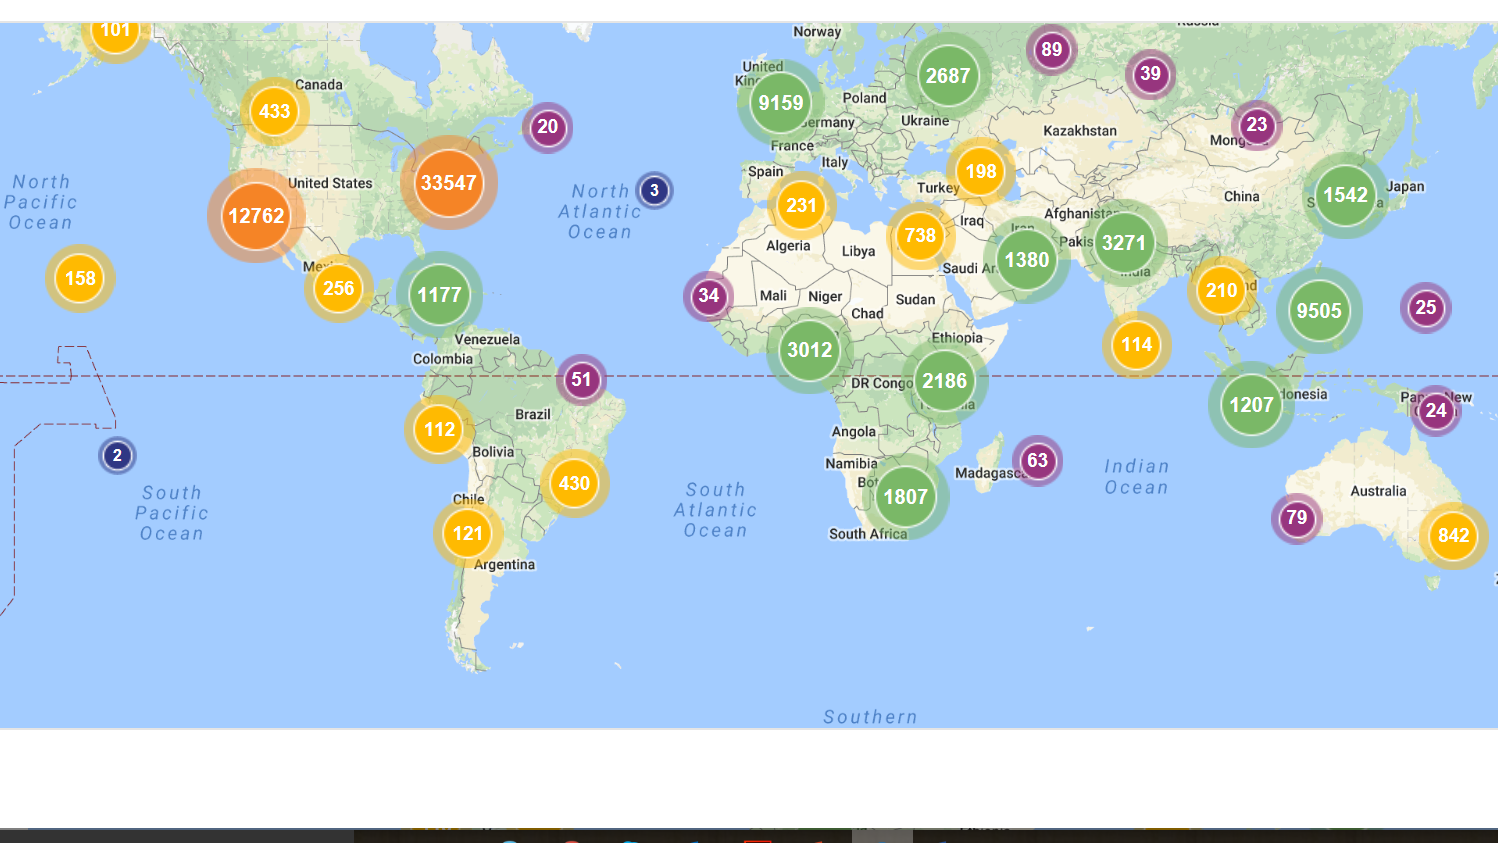 101
Norway
Russia
89
United
2687
39
Canada
9159
Poland
433
20
Germany
Ukraine
23
Kazakhstan
France
Italy
Spain
198
33547
United States
3
North
Pacific
Ocean
North
Atlantic
Ocean
Turkey
China
1542
Japan
12762
231
738
Iraq
Afghanistan
3271
Algeria
Libya
Iran
1380
Saudi Ar
India
158
256
1177
34
Mali
Niger
Sudan
Chad
210
9505
25
Venezuela
Colombia
3012
Ethiopia
114
51
DR Congo
2186
1207
donesia
24
Brazil
112
Angola
Bolivia
2
Namibia
Madagasc
63
Indian
Ocean
430
South
Pacific
Ocean
South
Atlantic
Ocean
1807
Chile
79
Australia
121
South Africa
842
Argentina
Southern